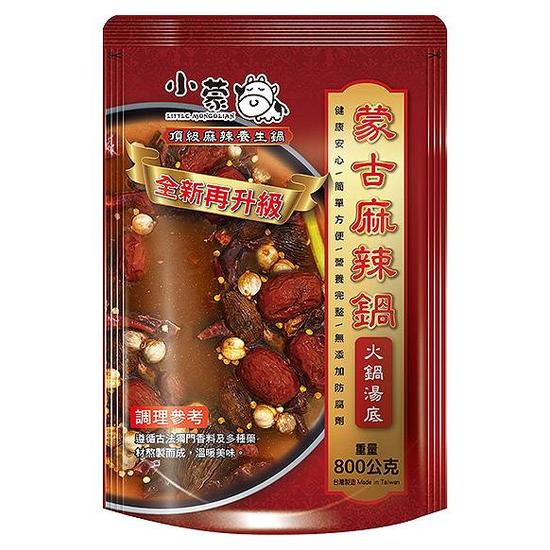 小蒙牛
LITTLE MONGOLIAN
頂級麻辣養生鍋
全新再升級
蒙古麻辣鍋
健康安心/簡單方便/營養完整/無添加防腐劑
火鍋湯底
調理參考
遵循古法獨門香料及多種藥
材熬製而成，溫暖美味。
重量
800公克
台灣製造 Made in Taiwan